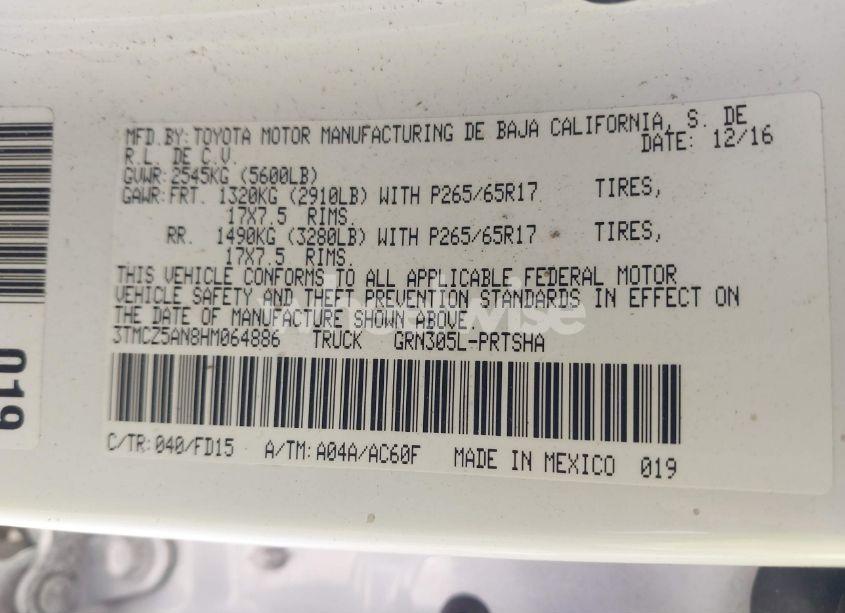 MFD.BY:TOYOTA MOTOR MANUFACTURING DE BAJA CALIFORNIA, S. DE
R.L. DE C.V. DATE: 12/16
GVWR:2545KG (5600LB)
GAWR:FRT. 1320KG (2910LB) WITH P265/65R17 TIRES,
17X7.5 RIMS.
RR. 1490KG (3280LB) WITH P265/65R17 TIRES,
17X7.5 RIMS.
THIS VEHICLE CONFORMS TO ALL APPLICABLE FEDERAL MOTOR
VEHICLE SAFETY AND THEFT PREVENTION STANDARDS IN EFFECT ON
THE DATE OF MANUFACTURE SHOWN ABOVE.
3TMCZ5AN8HM064886 TRUCK GRN305L-PRTSHA
C/TR:040/FD15 A/TM:A04A/AC60F MADE IN MEXICO 019
019
wheelwise